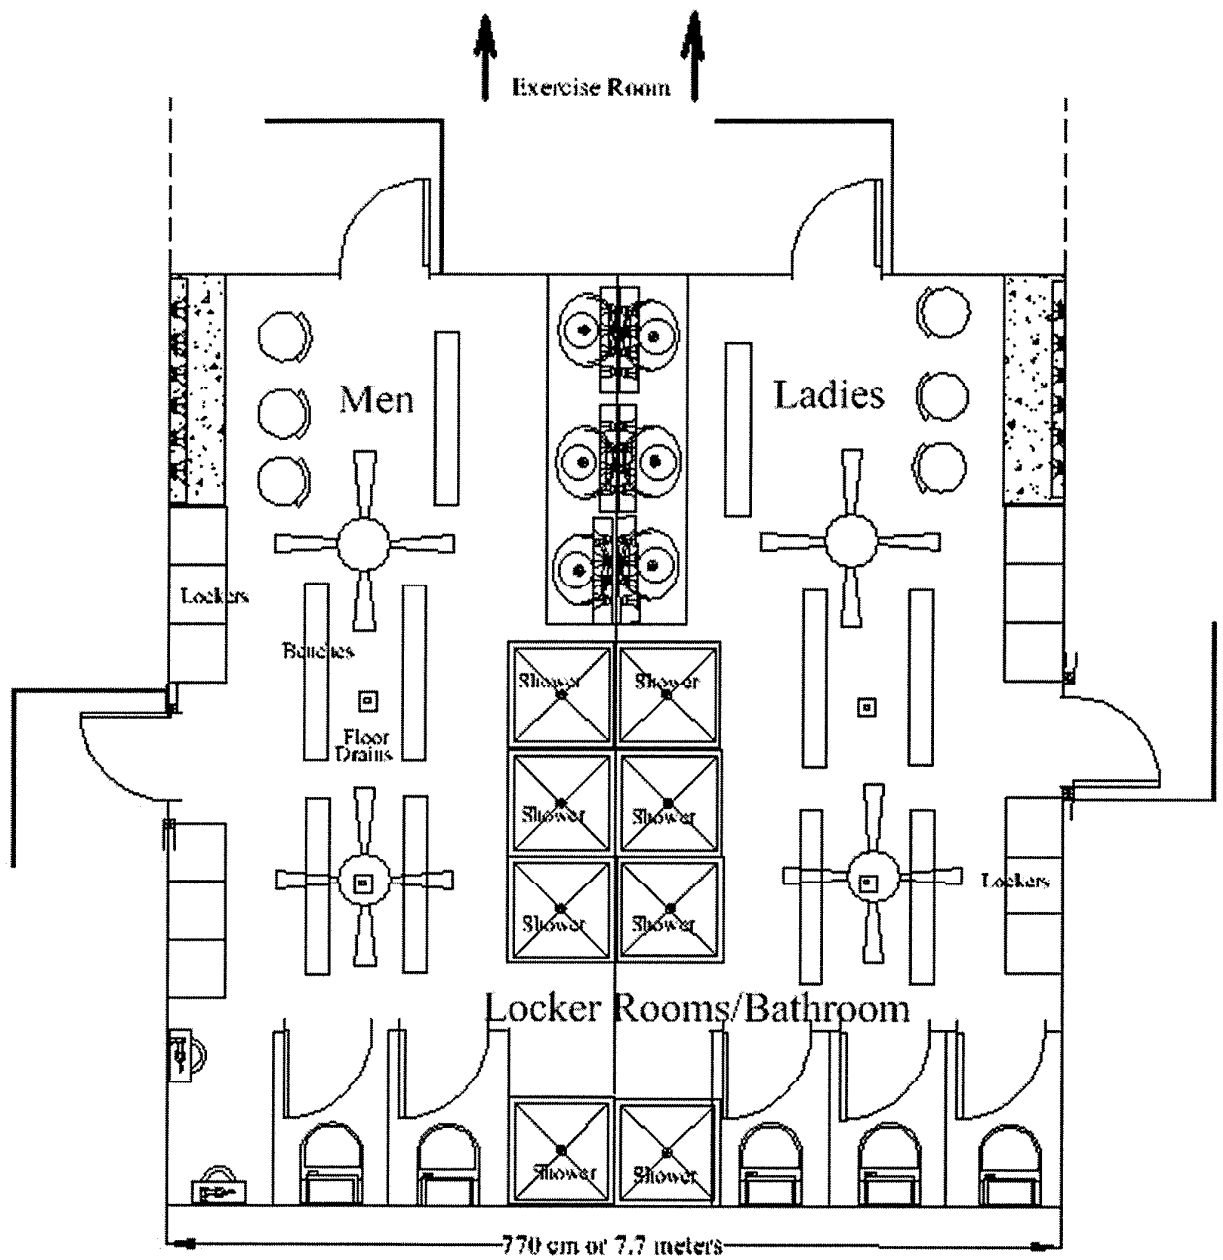 Exercise Room
Men
Ladies
Lockers
Benches
Shower
Shower
Floor
Drains
Shower
Shower
Lockers
Shower
Shower
Locker Rooms/Bathroom
Shower
Shower
770 cm or 7.7 meters